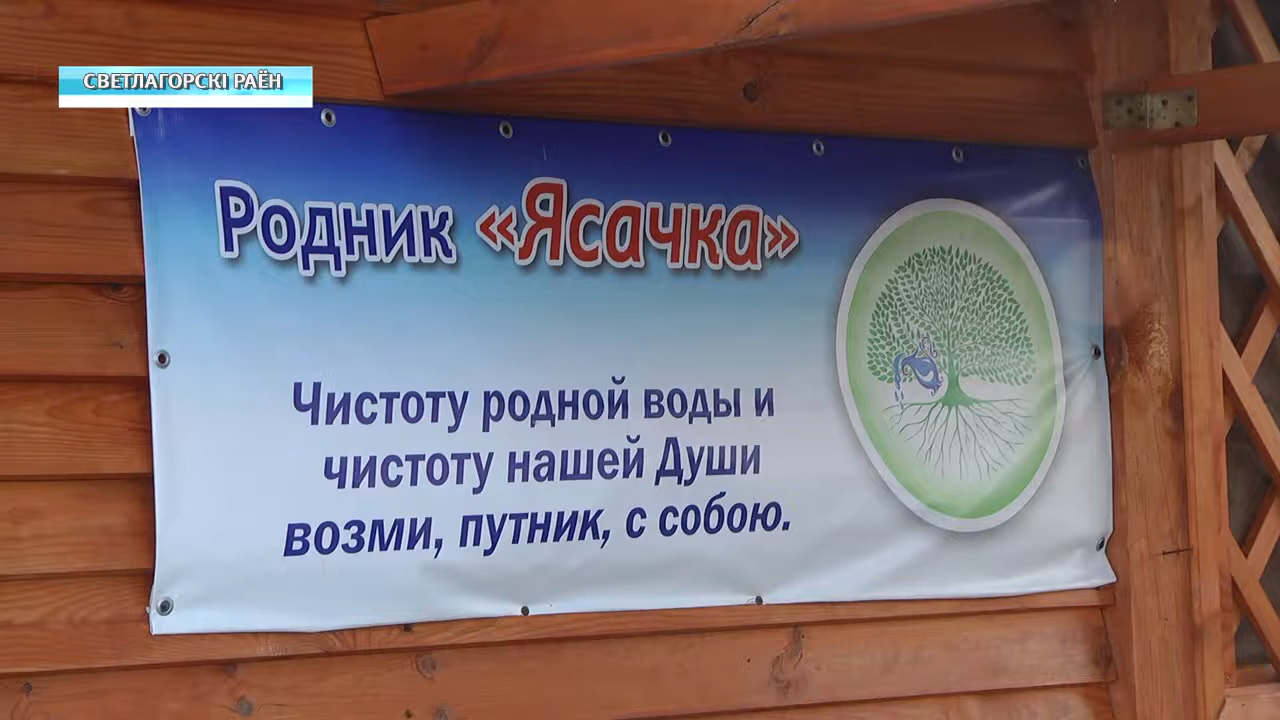 СВЕТЛАГОРСКІ РАЁН
Родник «Ясачка»
Чистоту родной воды и
чистоту нашей Души
возми, путник, с собою.